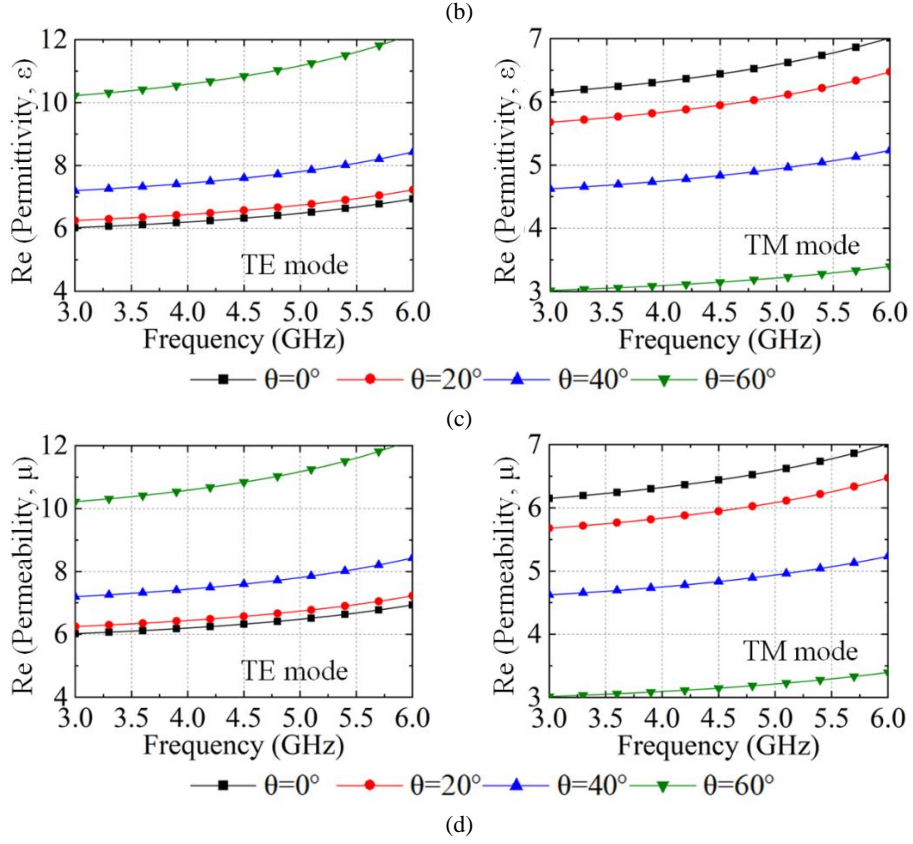 (b)
12
10
8
6
4
Re (Permittivity, ε)
TE mode
3.0 3.5 4.0 4.5 5.0 5.5 6.0
Frequency (GHz)
7
6
5
4
3
Re (Permittivity, ε)
TM mode
3.0 3.5 4.0 4.5 5.0 5.5 6.0
Frequency (GHz)
θ=0° θ=20° θ=40° θ=60°
(c)
12
10
8
6
4
Re (Permeability, μ)
TE mode
3.0 3.5 4.0 4.5 5.0 5.5 6.0
Frequency (GHz)
7
6
5
4
3
Re (Permeability, μ)
TM mode
3.0 3.5 4.0 4.5 5.0 5.5 6.0
Frequency (GHz)
θ=0° θ=20° θ=40° θ=60°
(d)